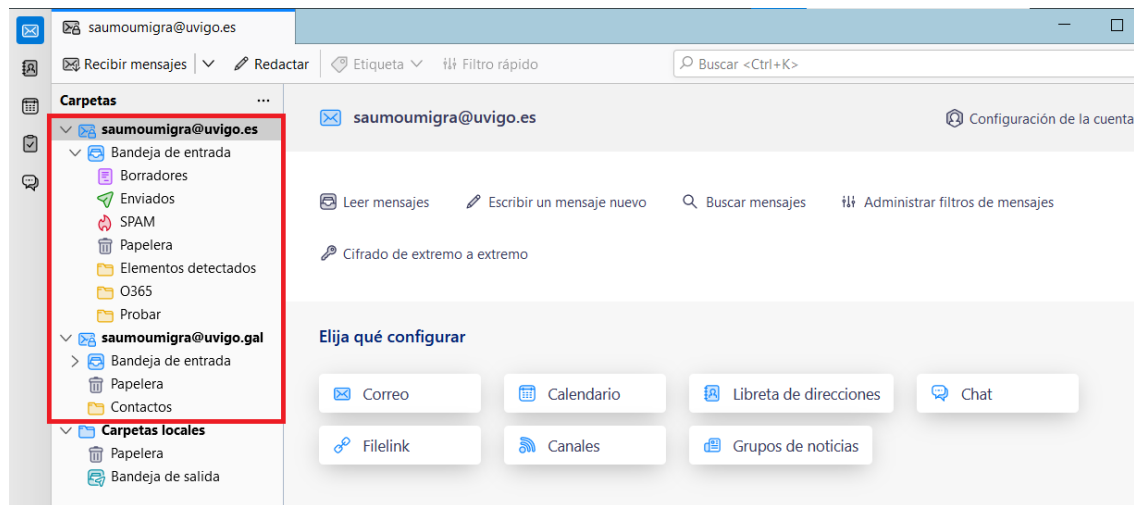 saumoumigra@uvigo.es
Recibir mensajes Redactar Etiqueta Filtro rápido Buscar <Ctrl+K>
Carpetas ...
saumoumigra@uvigo.es
Bandeja de entrada
Borradores
Enviados
SPAM
Papelera
Elementos detectados
O365
Probar
saumoumigra@uvigo.gal
Bandeja de entrada
Papelera
Contactos
Carpetas locales
Papelera
Bandeja de salida
saumoumigra@uvigo.es Configuración de la cuenta
Leer mensajes Escribir un mensaje nuevo Buscar mensajes Administrar filtros de mensajes
Cifrado de extremo a extremo
Elija qué configurar
Correo Calendario Libreta de direcciones Chat
Filelink Canales Grupos de noticias